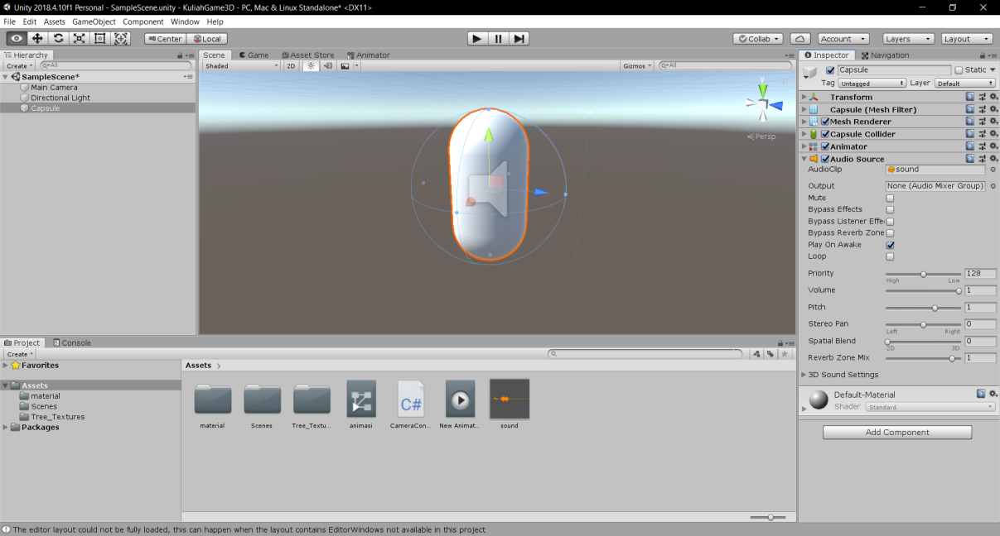 Unity 2018.4.10f1 Personal - SampleScene.unity - KuliahGame3D - PC, Mac & Linux Standalone* <DX11>
File Edit Assets GameObject Component Window Help
Center Local Collab Account Layers Layout
Hierarchy
Create All
SampleScene*
Main Camera
Directional Light
Capsule
Scene Game Asset Store Animator
Shaded 2D Gizmos All
y
Persp
Inspector Navigation
Capsule Static
Tag Untagged Layer Default
Transform
Capsule (Mesh Filter)
Mesh Renderer
Capsule Collider
Animator
Audio Source
AudioClip sound
Output None (Audio Mixer Group)
Mute
Bypass Effects
Bypass Listener Effe
Bypass Reverb Zone
Play On Awake
Loop
Priority 128
High Low
Volume 1
Pitch 1
Stereo Pan 0
Left Right
Spatial Blend 0
2D 3D
Reverb Zone Mix 1
3D Sound Settings
Default-Material
Shader Standard
Add Component
Project Console
Create
Favorites
Assets
material
Scenes
Tree_Textures
Packages
Assets
C#
material Scenes Tree_Textu... animasi CameraCon... New Animat... sound
The editor layout could not be fully loaded, this can happen when the layout contains EditorWindows not available in this project